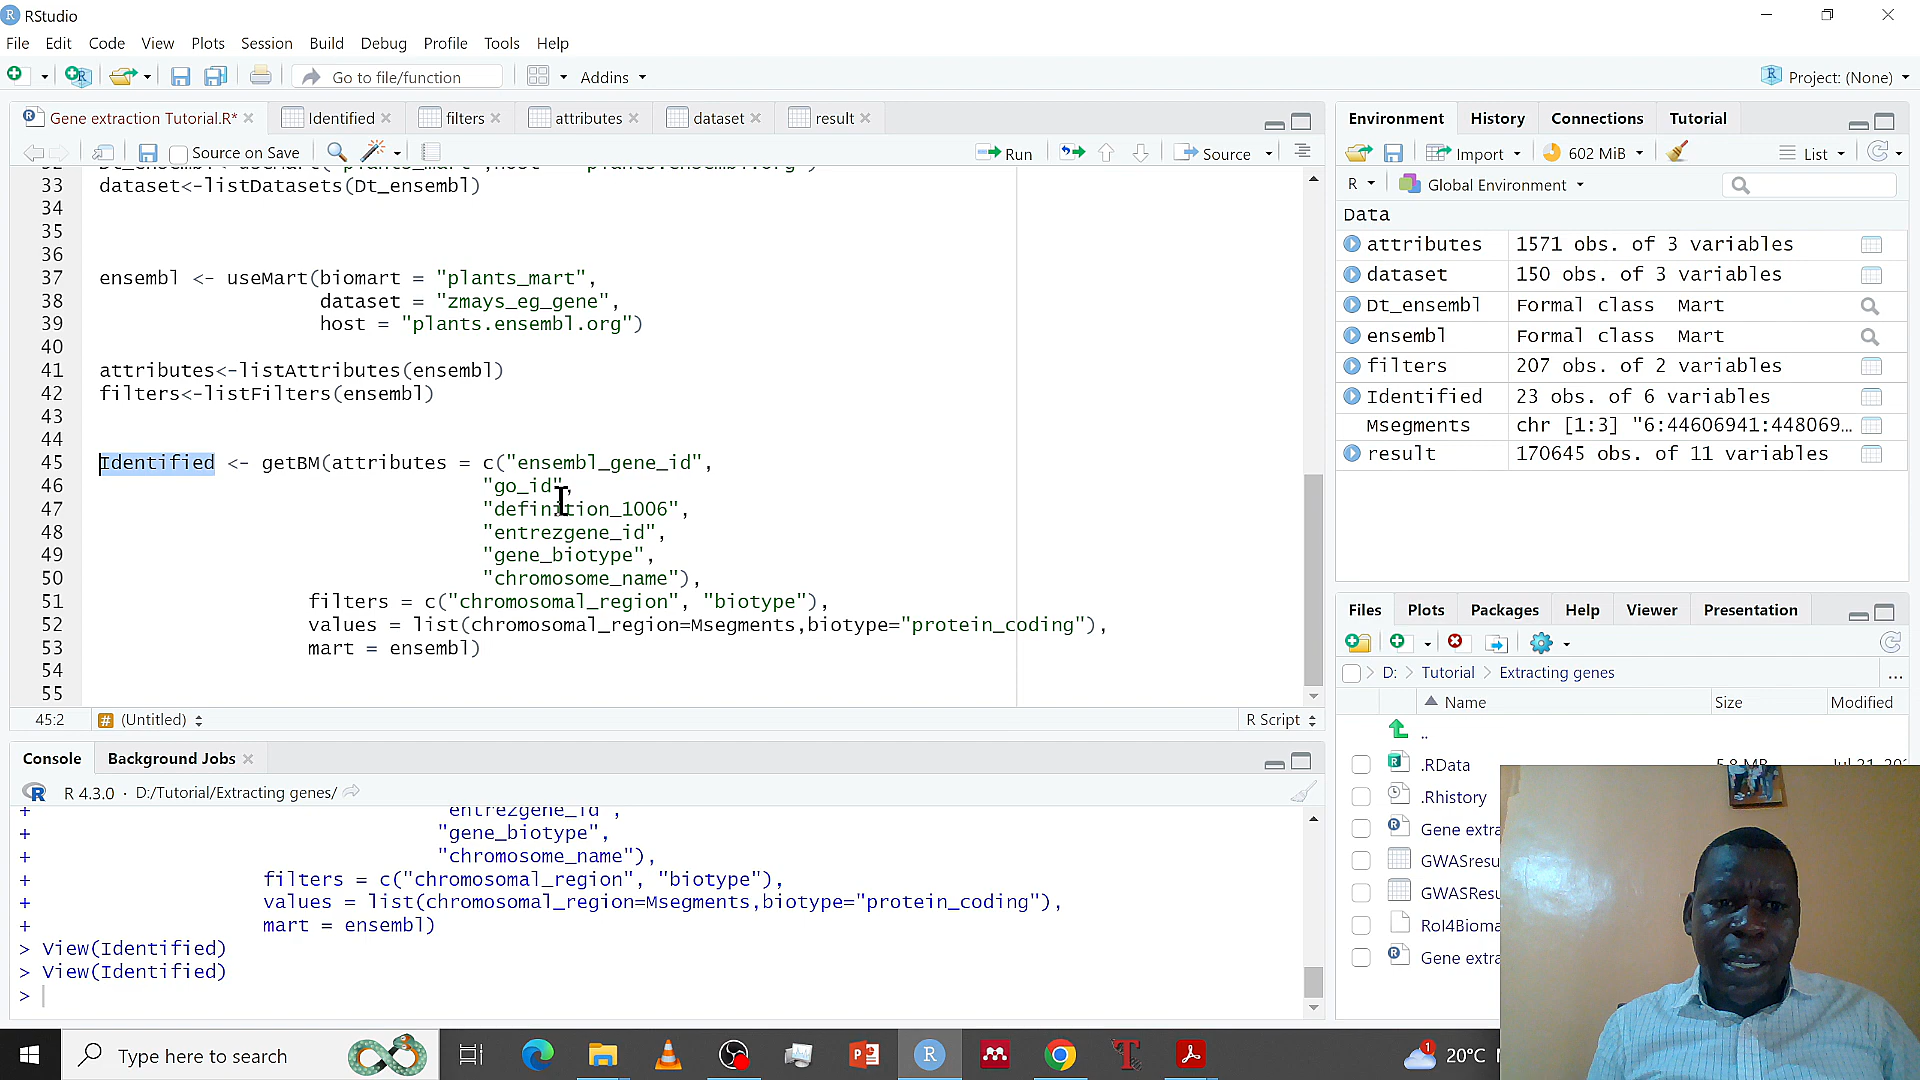 RStudio
File Edit Code View Plots Session Build Debug Profile Tools Help
Go to file/function Addins Project: (None)
Gene extraction Tutorial.R* Identified filters attributes dataset result
Source on Save Run Source
33 dataset<-listDatasets(Dt_ensembl)
34
35
36
37 ensembl <- useMart(biomart = "plants_mart",
38 dataset = "zmays_eg_gene",
39 host = "plants.ensembl.org")
40
41 attributes<-listAttributes(ensembl)
42 filters<-listFilters(ensembl)
43
44
45 Identified <- getBM(attributes = c("ensembl_gene_id",
46 "go_id",
47 "definition_1006",
48 "entrezgene_id",
49 "gene_biotype",
50 "chromosome_name"),
51 filters = c("chromosomal_region", "biotype"),
52 values = list(chromosomal_region=Msegments,biotype="protein_coding"),
53 mart = ensembl)
54
55
45:2 # (Untitled) R Script
Console Background Jobs
R 4.3.0 · D:/Tutorial/Extracting genes/
+ "entrezgene_id",
+ "gene_biotype",
+ "chromosome_name"),
+ filters = c("chromosomal_region", "biotype"),
+ values = list(chromosomal_region=Msegments,biotype="protein_coding"),
+ mart = ensembl)
> View(Identified)
> View(Identified)
>
Environment History Connections Tutorial
Import 602 MiB List
R Global Environment
Data
attributes 1571 obs. of 3 variables
dataset 150 obs. of 3 variables
Dt_ensembl Formal class Mart
ensembl Formal class Mart
filters 207 obs. of 2 variables
Identified 23 obs. of 6 variables
Msegments chr [1:3] "6:44606941:448069…
result 170645 obs. of 11 variables
Files Plots Packages Help Viewer Presentation
D: Tutorial Extracting genes ...
Name Size Modified
..
.RData 5.8 MB Jul 21, 20
.Rhistory
Gene extra
GWASresu
GWASResu
RoI4Bioma
Gene extra
Type here to search 1 20°C